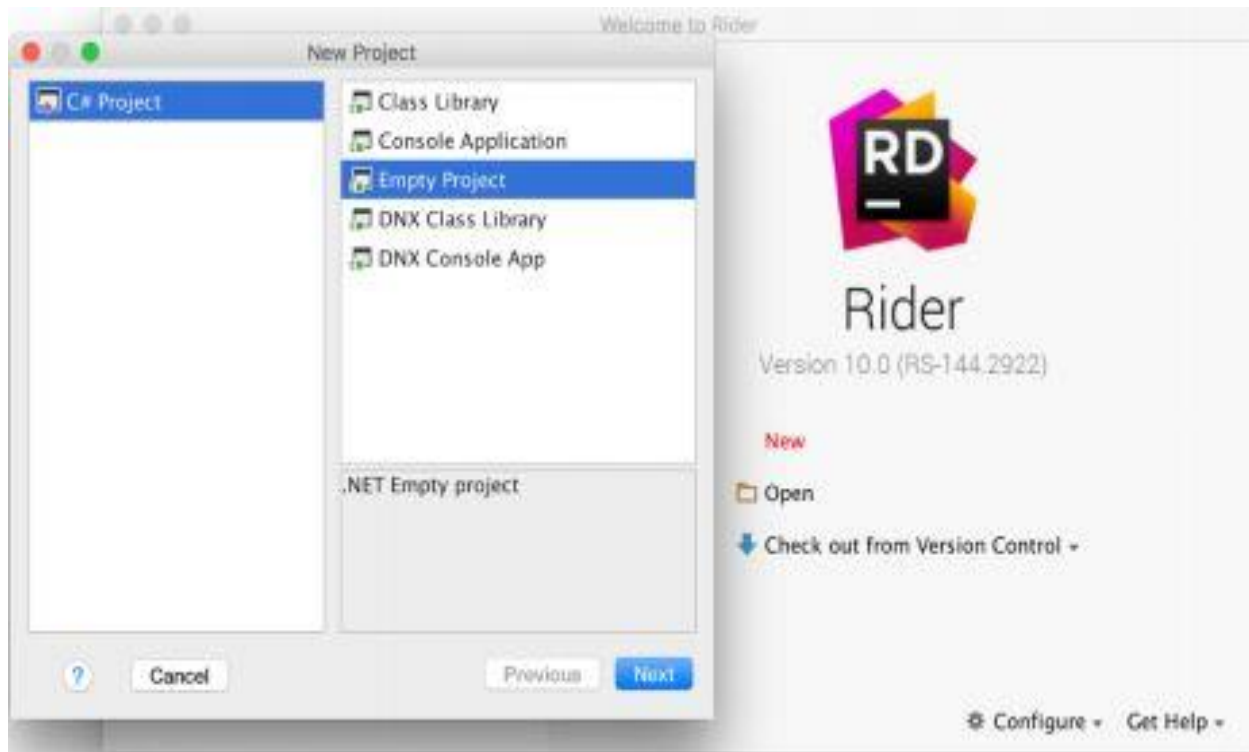 Welcome to Rider
New Project
C# Project
Class Library
Console Application
Empty Project
DNX Class Library
DNX Console App
.NET Empty project
?
Cancel
Previous
Next
RD
Rider
Version 10.0 (RS-144.2922)
New
Open
Check out from Version Control
Configure
Get Help